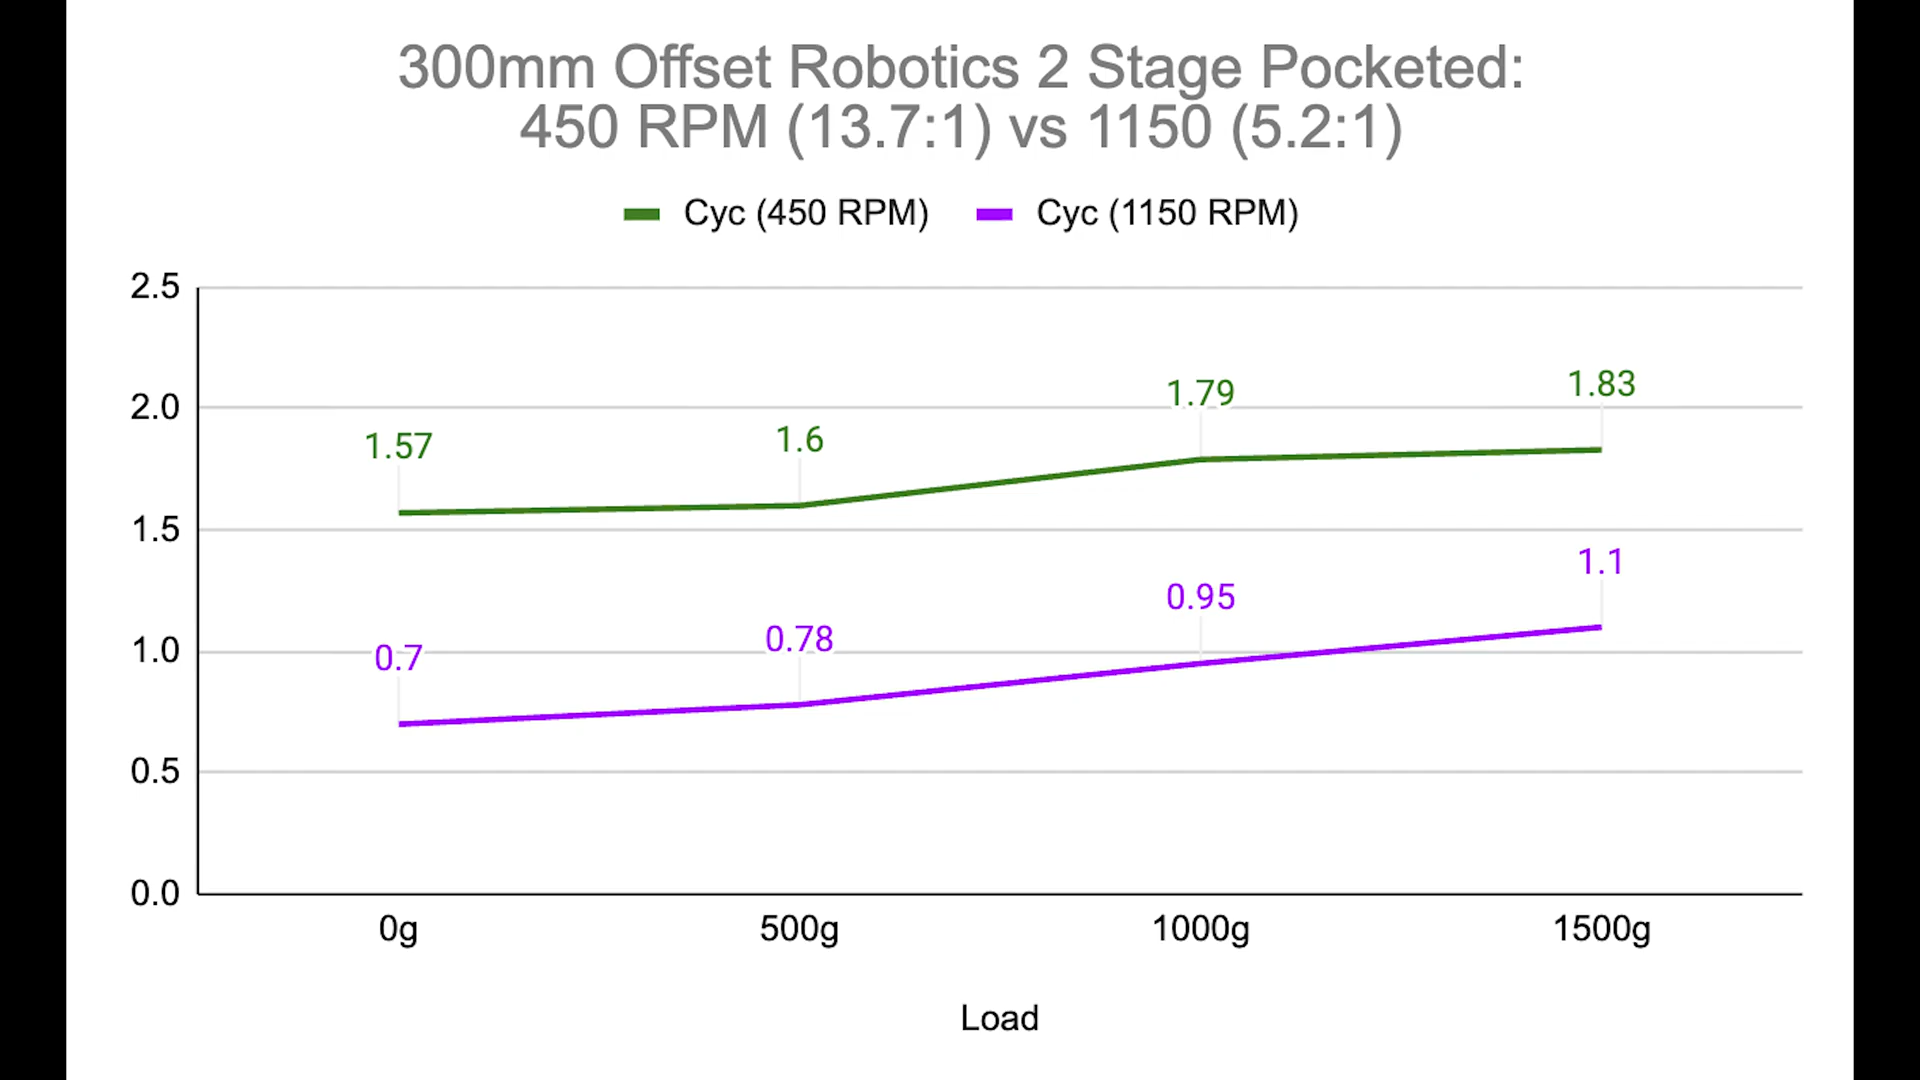 300mm Offset Robotics 2 Stage Pocketed:
450 RPM (13.7:1) vs 1150 (5.2:1)
Cyc (450 RPM) Cyc (1150 RPM)
2.5
2.0
1.5
1.0
0.5
0.0
1.57 1.6 1.79 1.83
0.7 0.78 0.95 1.1
0g 500g 1000g 1500g
Load